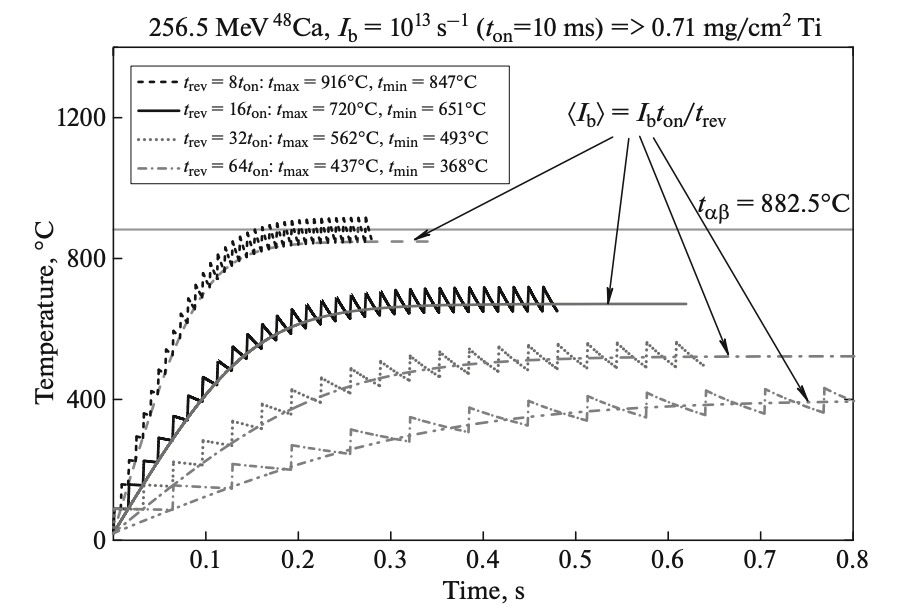 256.5 MeV ⁴⁸Ca, I_b = 10¹³ s⁻¹ (t_on=10 ms) => 0.71 mg/cm² Ti
t_rev = 8t_on: t_max = 916°C, t_min = 847°C
t_rev = 16t_on: t_max = 720°C, t_min = 651°C
t_rev = 32t_on: t_max = 562°C, t_min = 493°C
t_rev = 64t_on: t_max = 437°C, t_min = 368°C
⟨I_b⟩ = I_b t_on/t_rev
t_αβ = 882.5°C
Temperature, °C
1200
800
400
0
0.1 0.2 0.3 0.4 0.5 0.6 0.7 0.8
Time, s